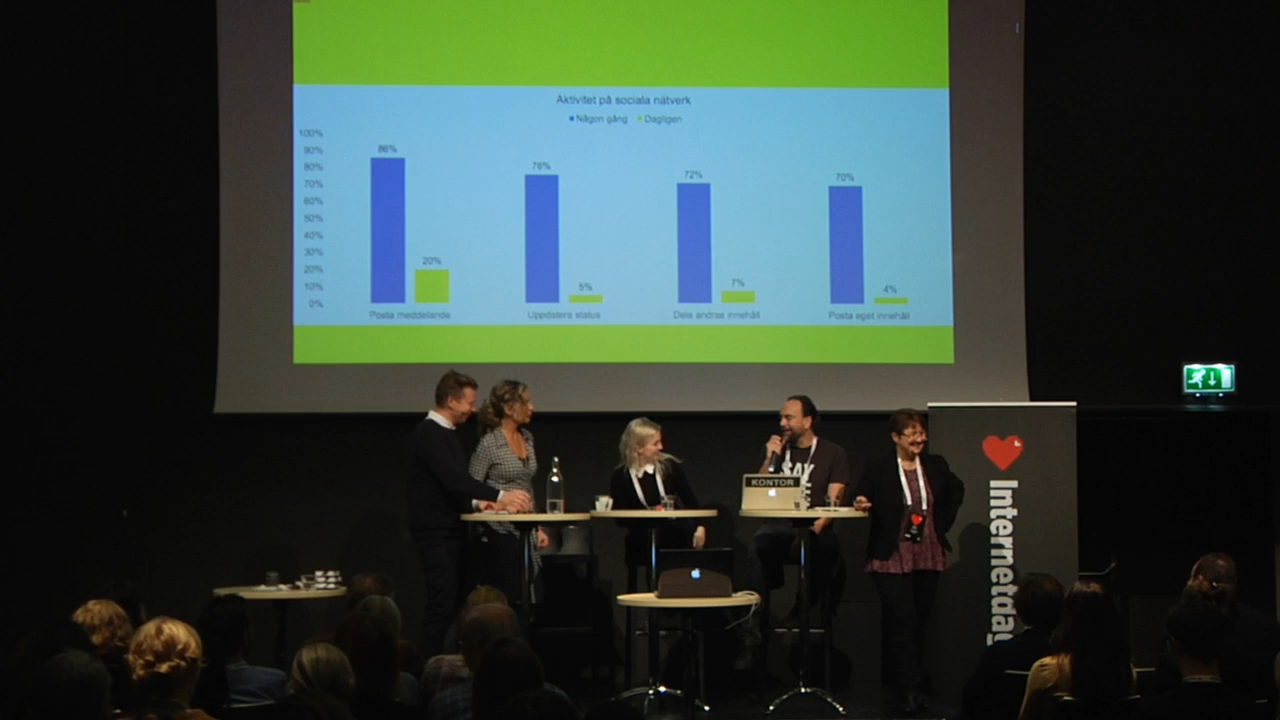 Aktivitet på sociala nätverk
Någon gång Dagligen
100%
90%
80%
70%
60%
50%
40%
30%
20%
10%
0%
86%
20%
76%
5%
72%
7%
70%
4%
Posta meddelande
Uppdatera status
Dela andras innehåll
Posta eget innehåll
SAY
KONTOR
Internetdag